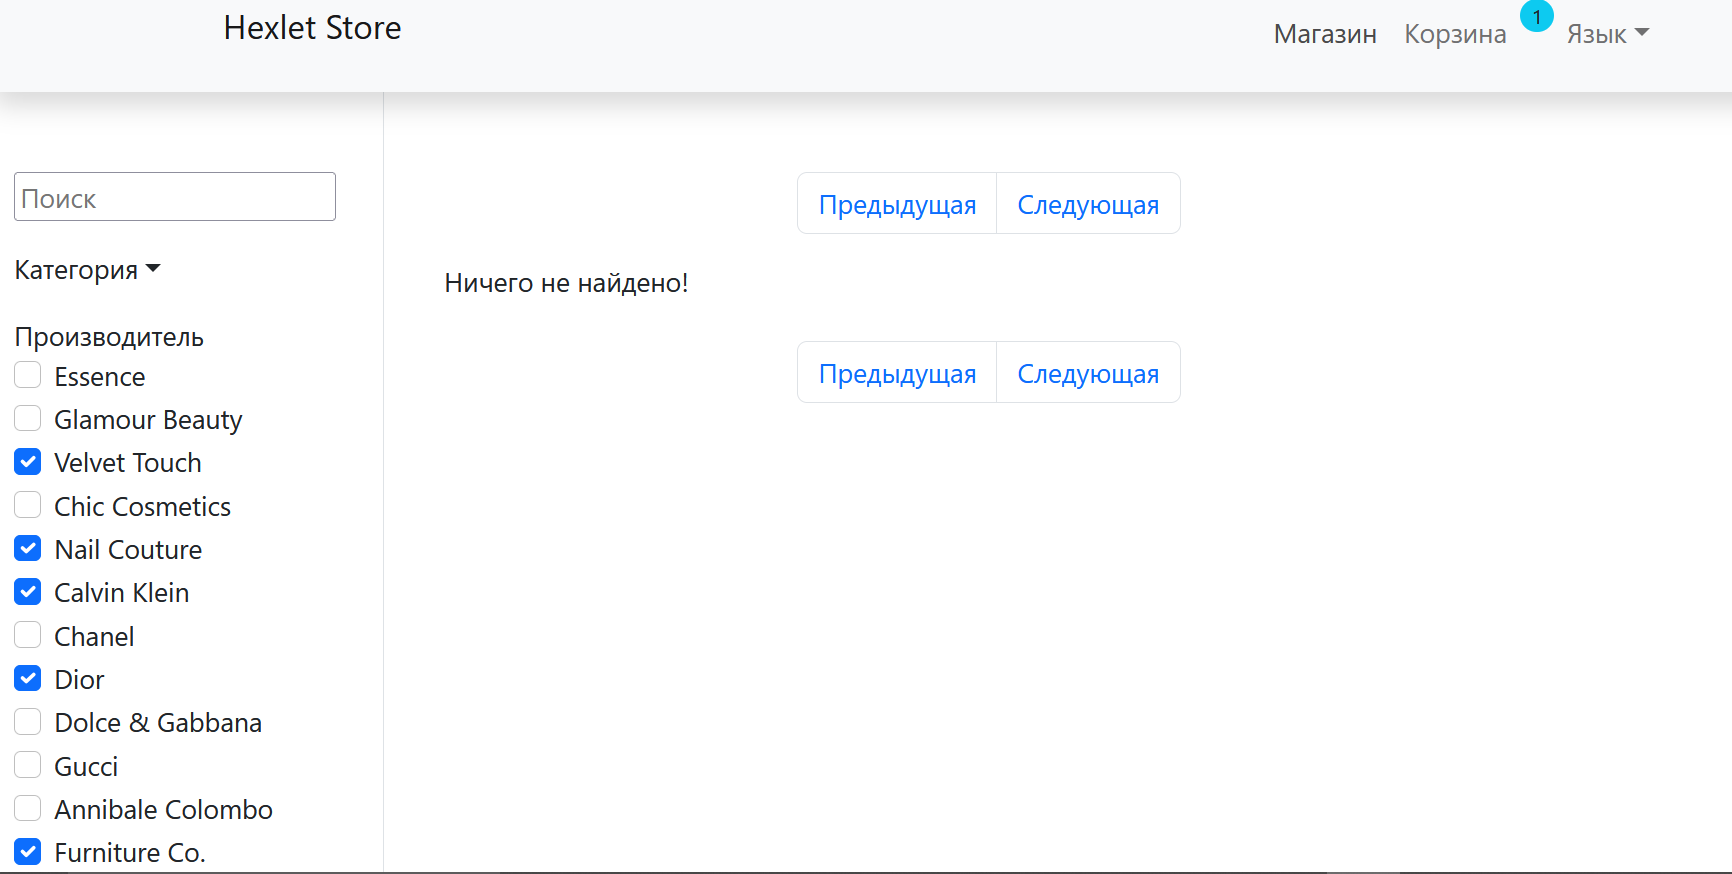 Hexlet Store
Магазин
Корзина
1
Язык
Поиск
Категория
Производитель
Essence
Glamour Beauty
Velvet Touch
Chic Cosmetics
Nail Couture
Calvin Klein
Chanel
Dior
Dolce & Gabbana
Gucci
Annibale Colombo
Furniture Co.
Предыдущая
Следующая
Ничего не найдено!
Предыдущая
Следующая